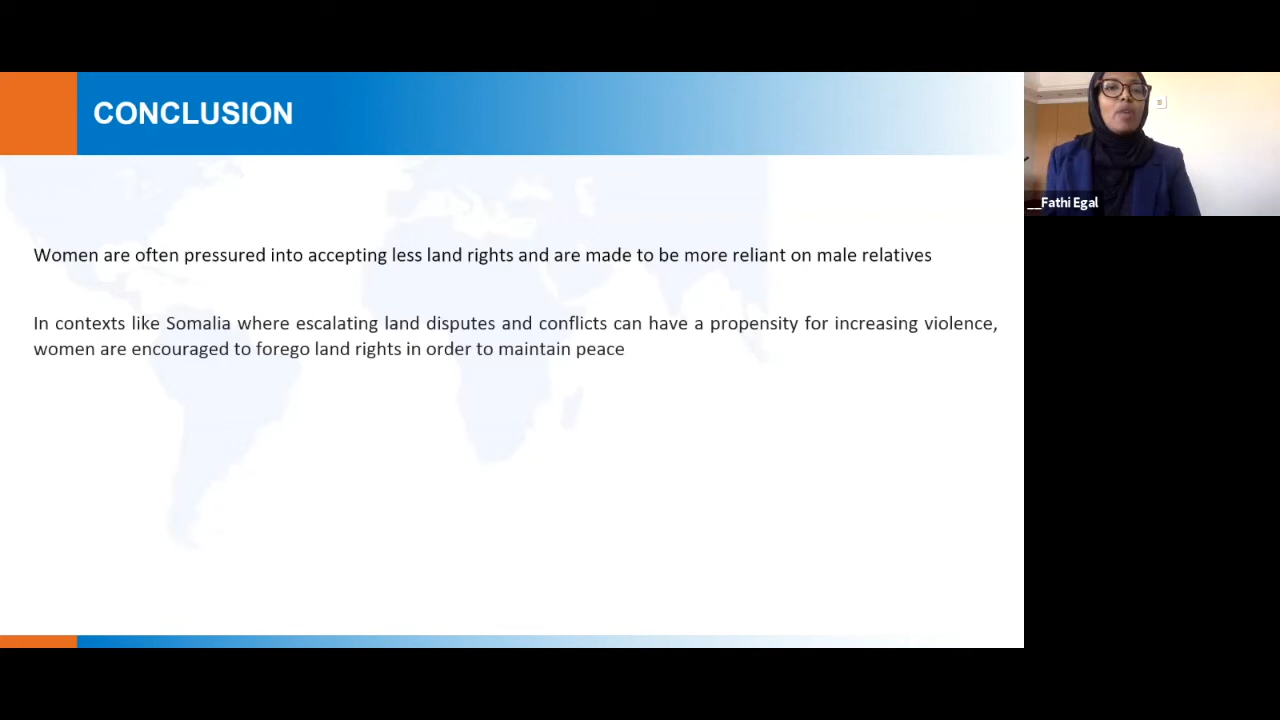 CONCLUSION
Women are often pressured into accepting less land rights and are made to be more reliant on male relatives
In contexts like Somalia where escalating land disputes and conflicts can have a propensity for increasing violence,
women are encouraged to forego land rights in order to maintain peace
__Fathi Egal